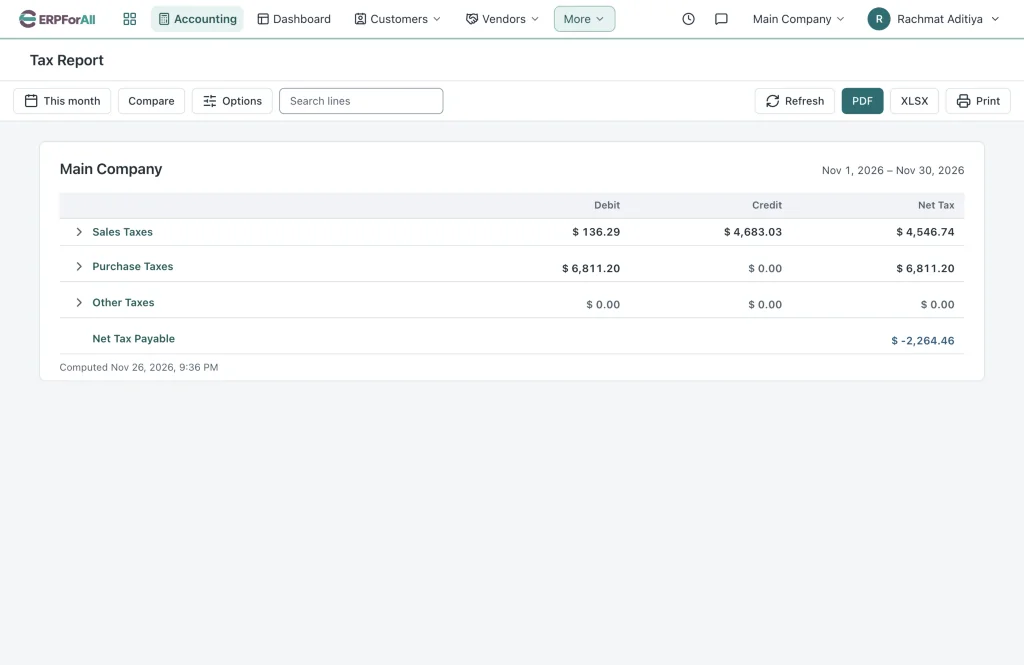 ERPForAll Accounting Dashboard Customers Vendors More Main Company R Rachmat Aditiya
Tax Report
This month Compare Options Search lines Refresh PDF XLSX Print
Main Company Nov 1, 2026 – Nov 30, 2026
Debit Credit Net Tax
Sales Taxes $ 136.29 $ 4,683.03 $ 4,546.74
Purchase Taxes $ 6,811.20 $ 0.00 $ 6,811.20
Other Taxes $ 0.00 $ 0.00 $ 0.00
Net Tax Payable $ -2,264.46
Computed Nov 26, 2026, 9:36 PM